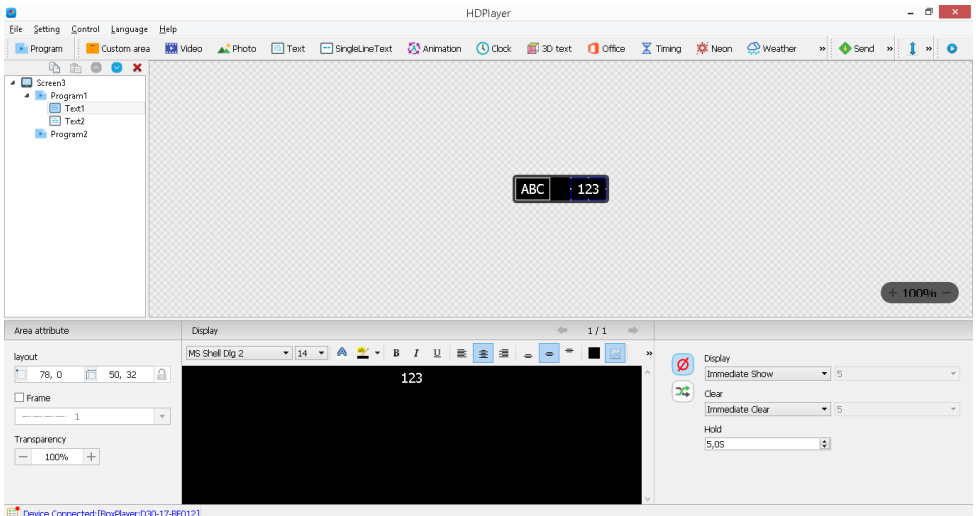 HDPlayer
File Setting Control Language Help
Program Custom area Video Photo Text SingleLineText Animation Clock 3D text Office Timing Neon Weather » Send » »
Screen3
Program1
Text1
Text2
Program2
ABC 123
+ 100% −
Area attribute Display 1 / 1
layout
78, 0 50, 32
Frame
1
Transparency
100%
MS Shell Dlg 2 14 B I U »
123
Display
Immediate Show 5
Clear
Immediate Clear 5
Hold
5,0S
Device Connected:[BoxPlayer:D30-17-BF012]